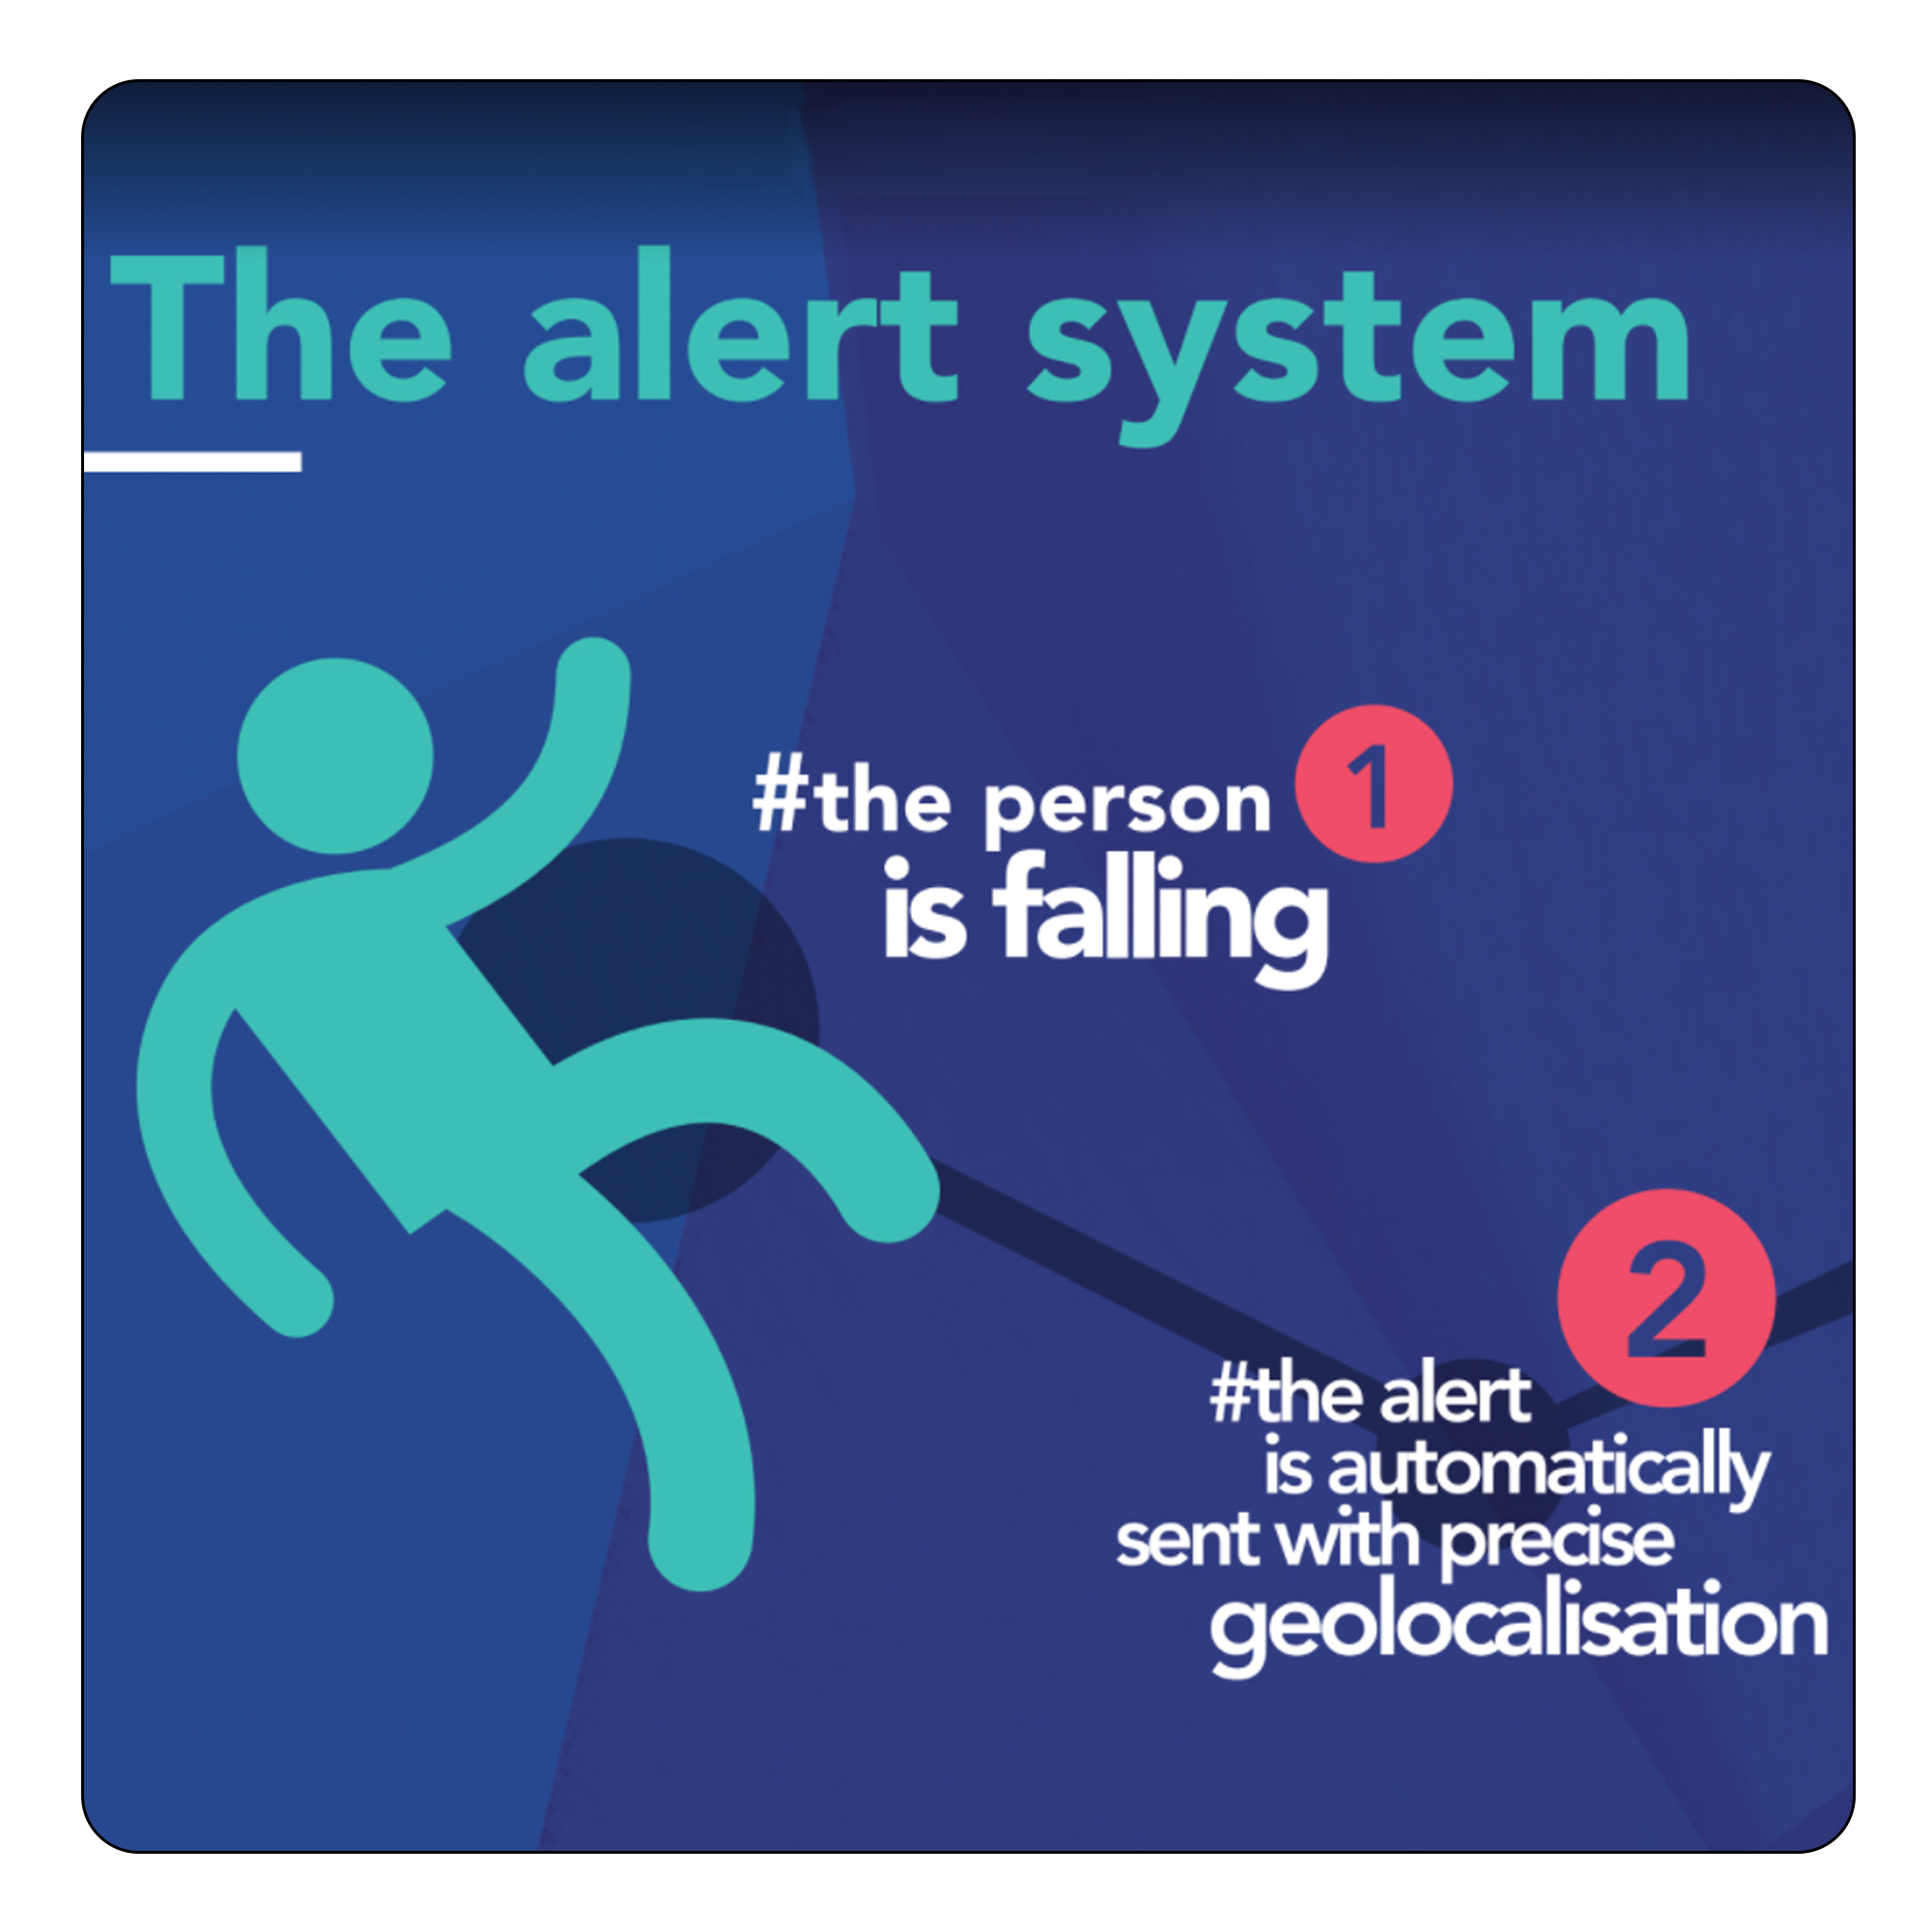 The alert system
#the person
1
is falling
2
#the alert
is automatically
sent with precise
geolocalisation